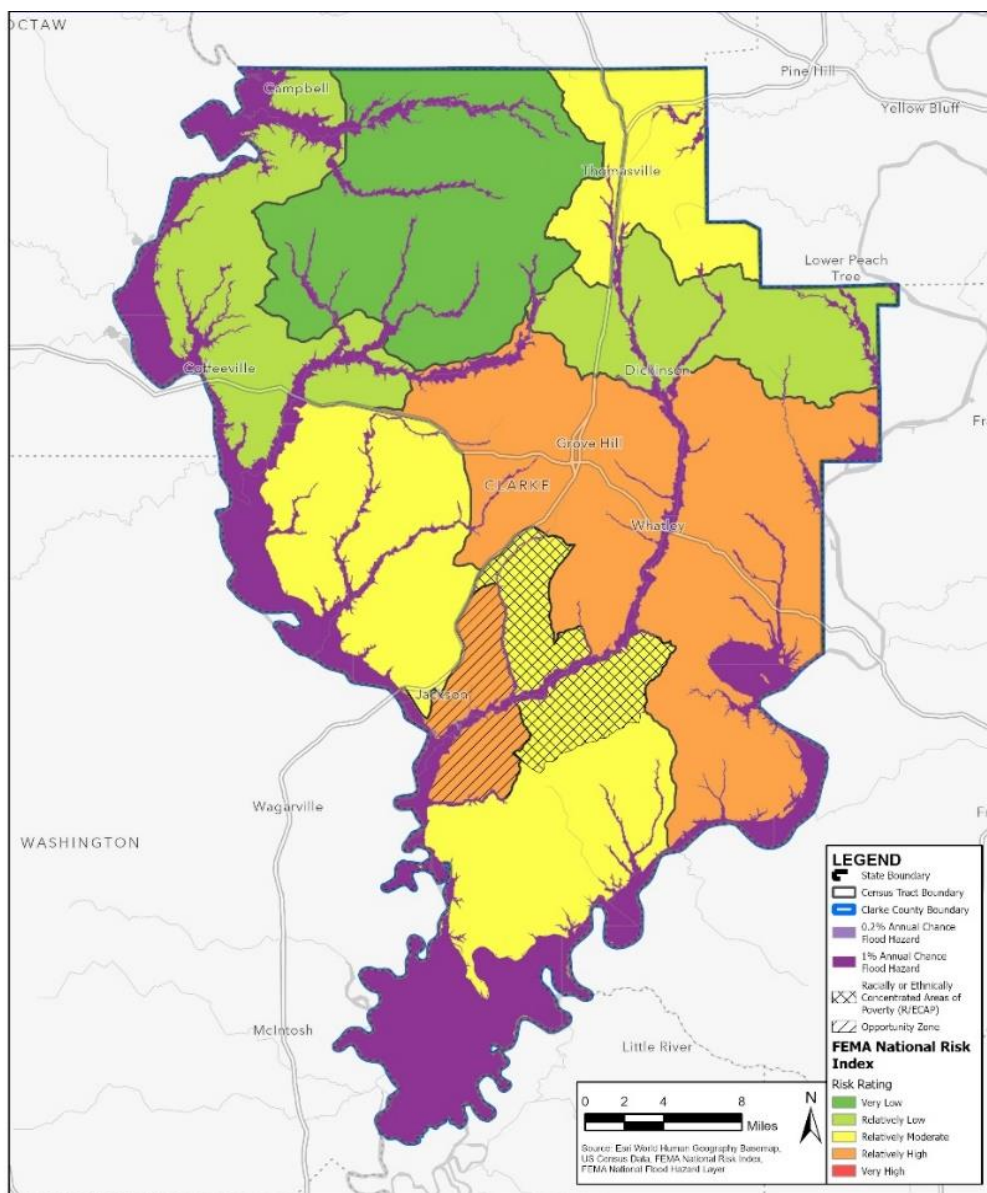 OCTAW
Campbell
Pine Hill
Yellow Bluff
Thomasville
Lower Peach
Tree
Coffeeville
Dickinson
Fr
Grove Hill
CLARKE
Whatley
Jackson
Wagarville
WASHINGTON
McIntosh
Little River
LEGEND
State Boundary
Census Tract Boundary
Clarke County Boundary
0.2% Annual Chance
Flood Hazard
1% Annual Chance
Flood Hazard
Racially or Ethnically
Concentrated Areas of
Poverty (R/ECAP)
Opportunity Zone
FEMA National Risk
Index
Risk Rating
Very Low
Relatively Low
Relatively Moderate
Relatively High
Very High
0 2 4 8
Miles
N
Source: Esri World Human Geography Basemap,
US Census Data, FEMA National Risk Index,
FEMA National Flood Hazard Layer